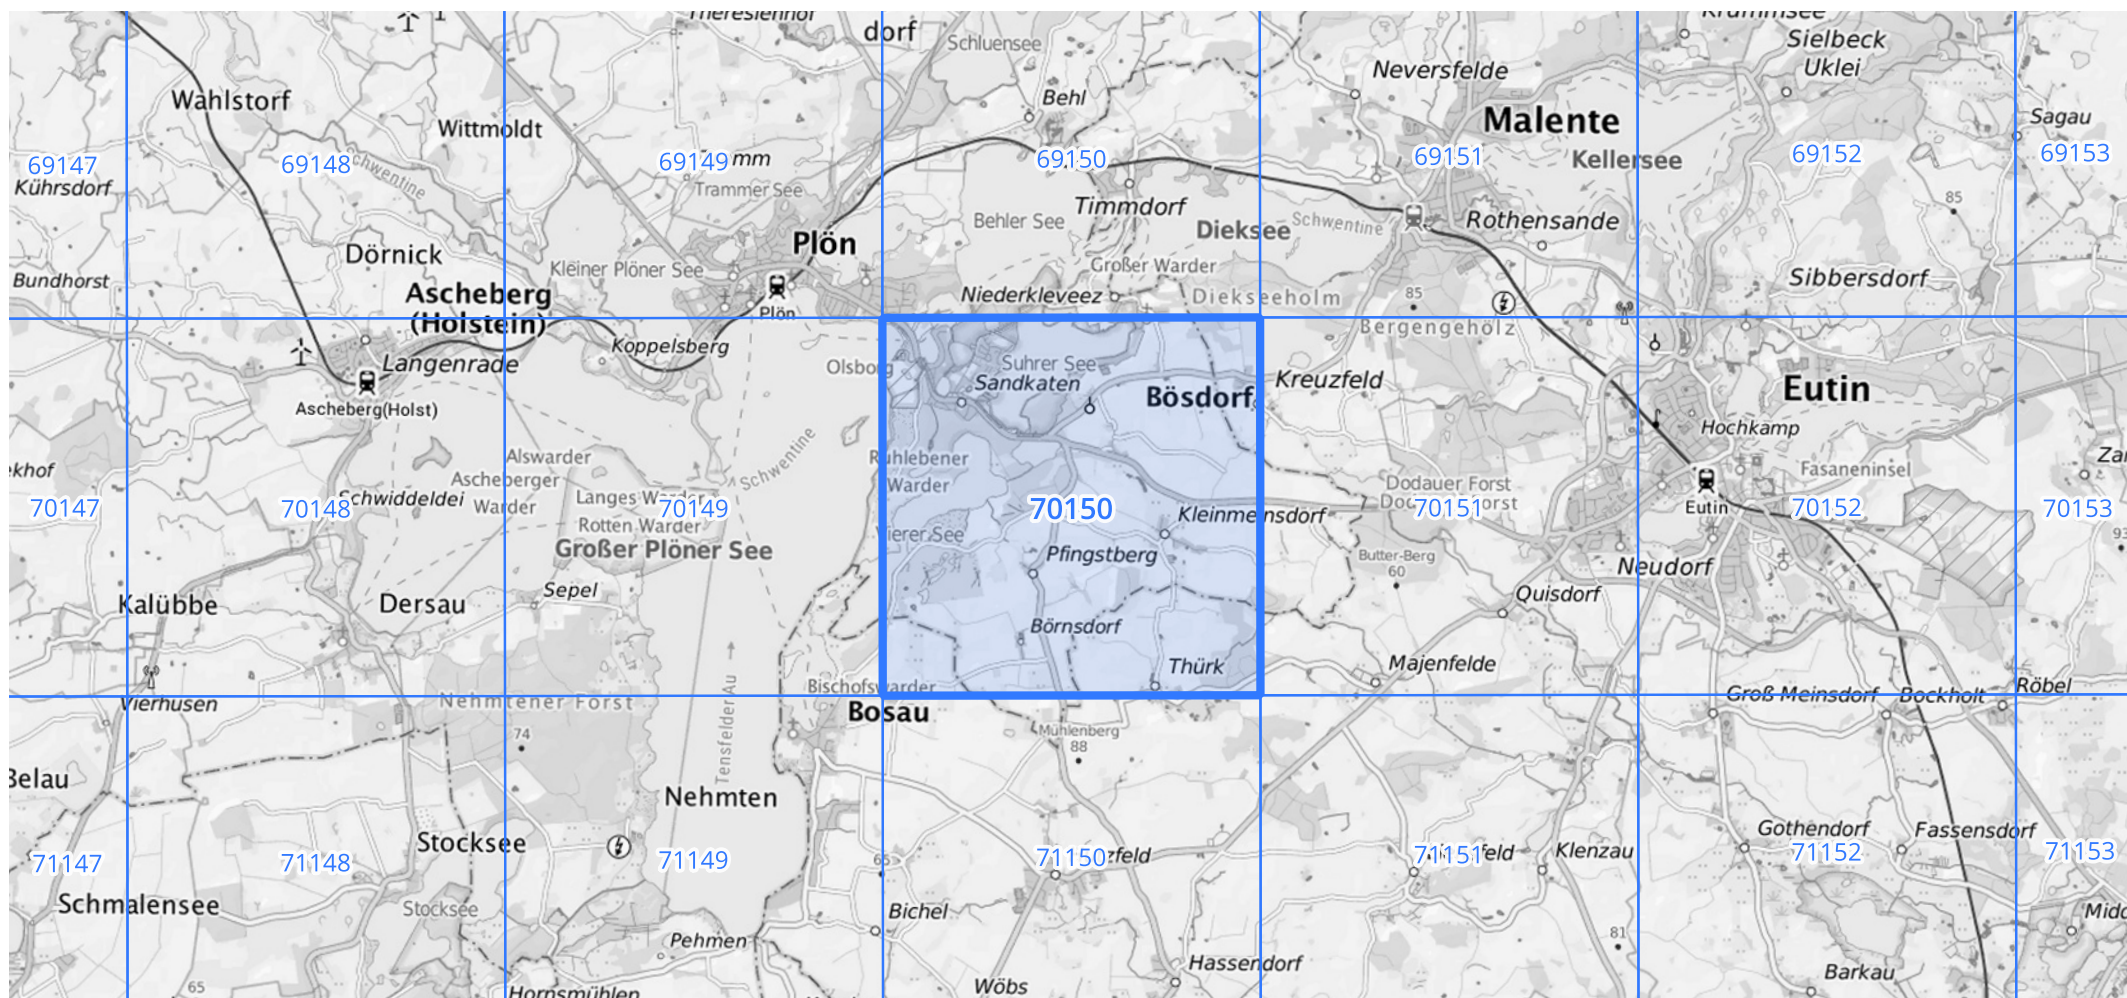 Theresienhof
dorf
Schluensee
Krummsee
Sielbeck
Uklei
Neversfelde
Behl
Wahlstorf
Wittmoldt
Malente
Sagau
69147
69148
Schwentine
69149
mm
69150
69151
Kellersee
69152
69153
Kührsdorf
Trammer See
Timmdorf
Behler See
Dieksee
Schwentine
Rothensande
85
Plön
Dörnick
Kleiner Plöner See
Großer Warder
Bundhorst
Ascheberg
(Holstein)
Niederkleveez
Diekseeholm
85
Sibbersdorf
Plön
Bergengehölz
Koppelsberg
Langenrade
Olsborg
Suhrer See
Sandkaten
Bösdorf
Kreuzfeld
Eutin
Ascheberg(Holst)
Hochkamp
Schwentine
Alswarder
Ascheberger
Warder
Ruhlebener
Warder
Fasaneninsel
ekhof
Schwiddeldei
Langes Warder
Rotten Warder
Dodauer Forst
70147
70148
70149
70150
70151
70152
70153
Kleinmeinsdorf
Eutin
Großer Plöner See
Vierer See
Pfingstberg
Butter-Berg
60
Neudorf
Sepel
Quisdorf
Kalübbe
Dersau
Börnsdorf
Thürk
Majenfelde
Bischofswarder
Röbel
Vierhusen
Nehmtener Forst
Tensfelder Au
Bosau
Groß Meinsdorf
Bockholt
74
Mühlenberg
88
Belau
Nehmten
Stocksee
Gothendorf
Fassensdorf
71147
71148
71149
71150
zfeld
71151
feld
Klenzau
71152
71153
Schmalensee
Stocksee
Bichel
Pehmen
81
Hassendorf
Barkau
65
Hornsmühlen
Wöbs